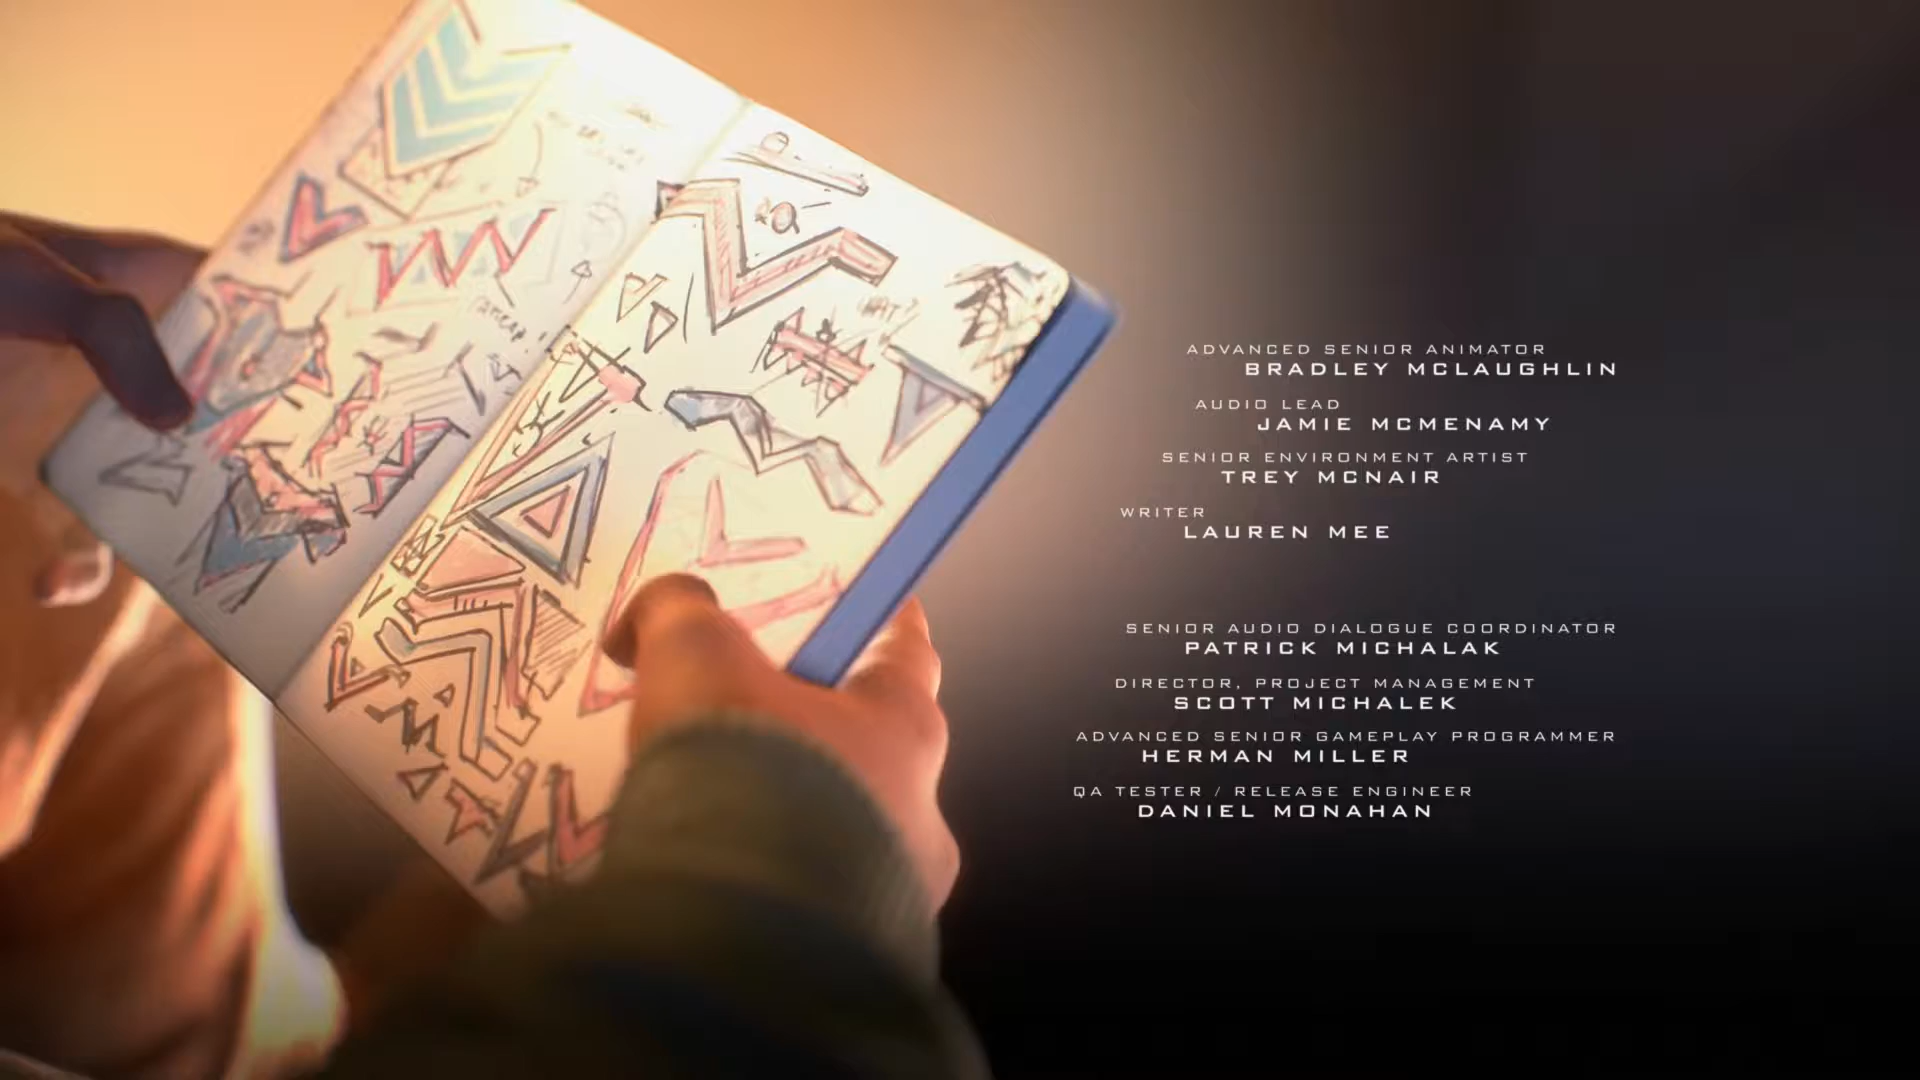 ADVANCED SENIOR ANIMATOR
BRADLEY MCLAUGHLIN
AUDIO LEAD
JAMIE MCMENAMY
SENIOR ENVIRONMENT ARTIST
TREY MCNAIR
WRITER
LAUREN MEE
SENIOR AUDIO DIALOGUE COORDINATOR
PATRICK MICHALAK
DIRECTOR, PROJECT MANAGEMENT
SCOTT MICHALEK
ADVANCED SENIOR GAMEPLAY PROGRAMMER
HERMAN MILLER
QA TESTER / RELEASE ENGINEER
DANIEL MONAHAN